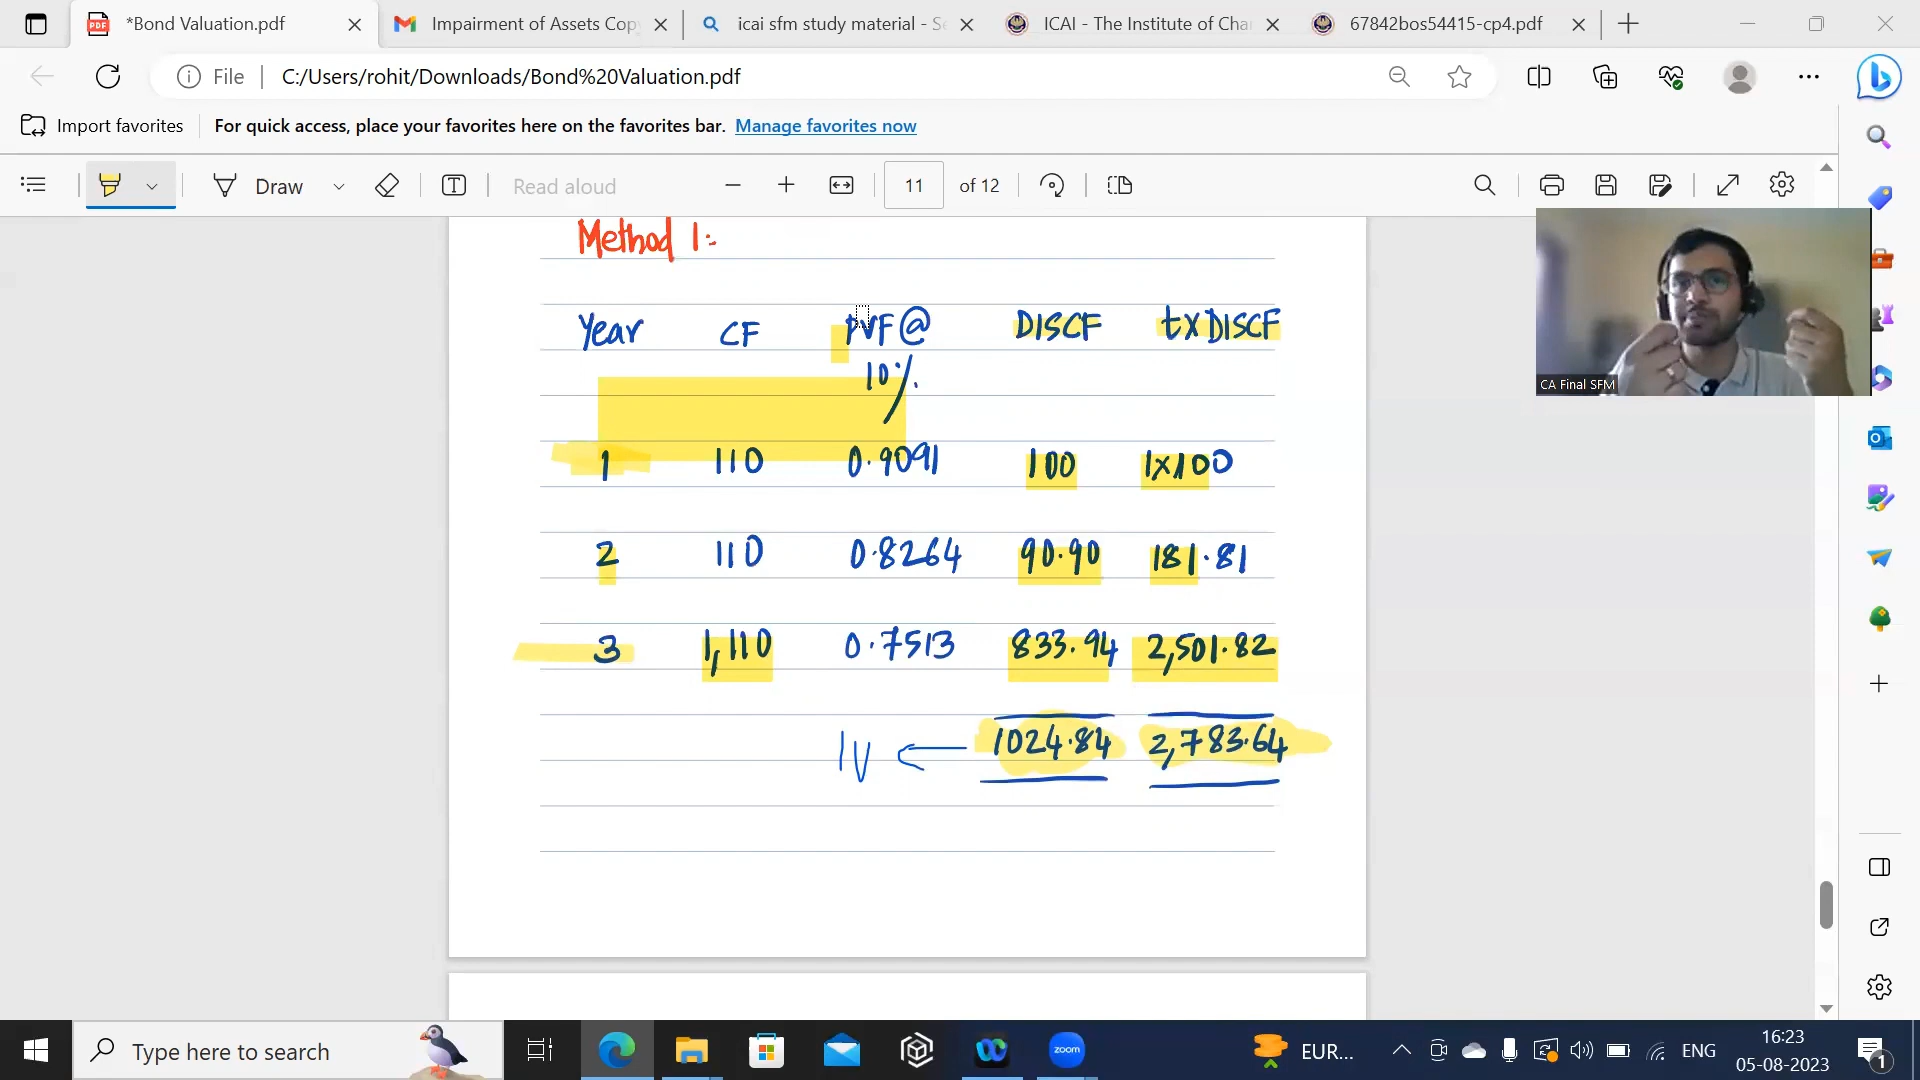 *Bond Valuation.pdf
Impairment of Assets Cop
icai sfm study material - Se
ICAI - The Institute of Char
67842bos54415-cp4.pdf
File
C:/Users/rohit/Downloads/Bond%20Valuation.pdf
Import favorites
For quick access, place your favorites here on the favorites bar. Manage favorites now
Draw
Read aloud
11 of 12
Method 1:-
Year CF PVF@ DISCF txDISCF
10%
1 110 0.9091 100 1x100
2 110 0.8264 90.90 181.81
3 1,110 0.7513 833.94 2,501.82
IV ← 1024.84 2,783.64
CA Final SFM
Type here to search
zoom
EUR...
ENG
16:23
05-08-2023
1